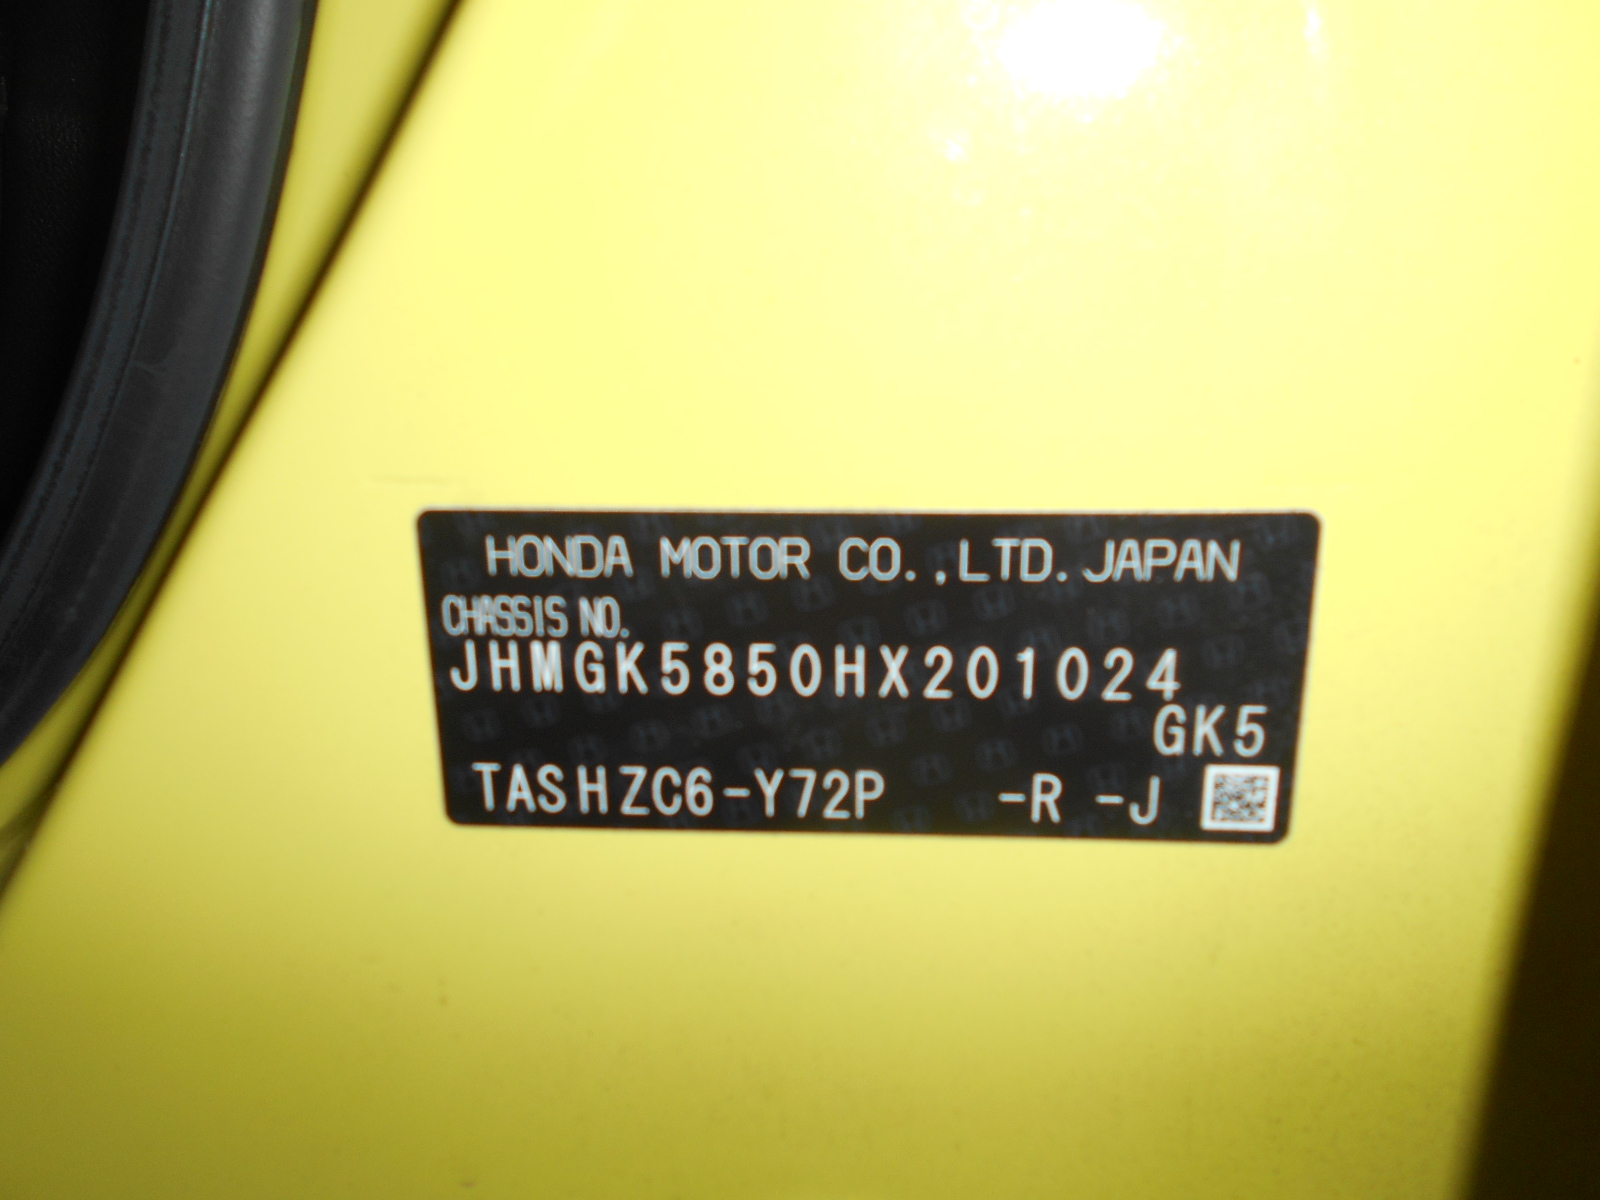 HONDA MOTOR CO.,LTD. JAPAN
CHASSIS NO.
JHMGK5850HX201024
GK5
TASHZC6-Y72P -R -J